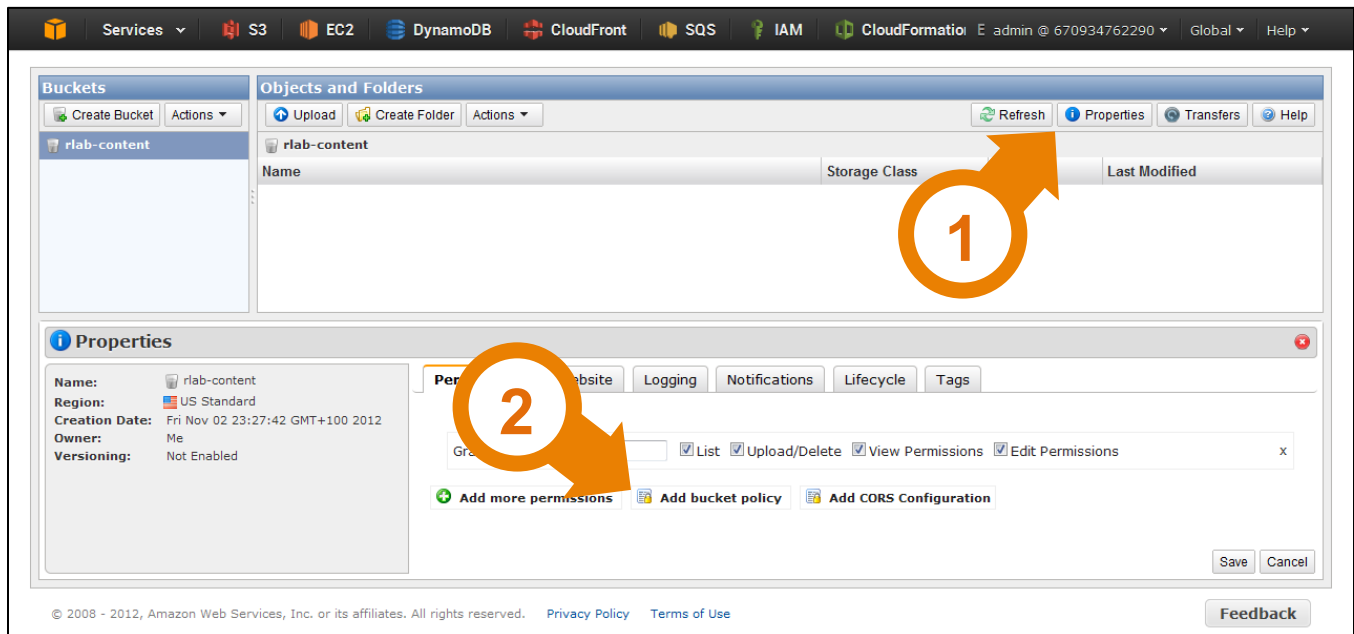 Services S3 EC2 DynamoDB CloudFront SQS IAM CloudFormatio E admin @ 670934762290 Global Help
Buckets Objects and Folders
Create Bucket Actions Upload Create Folder Actions Refresh Properties Transfers Help
rlab-content rlab-content
Name Storage Class Last Modified
1
Properties
Name: rlab-content
Region: US Standard
Creation Date: Fri Nov 02 23:27:42 GMT+100 2012
Owner: Me
Versioning: Not Enabled
Logging Notifications Lifecycle Tags
2
List Upload/Delete View Permissions Edit Permissions x
Add more permissions Add bucket policy Add CORS Configuration
Save Cancel
© 2008 - 2012, Amazon Web Services, Inc. or its affiliates. All rights reserved. Privacy Policy Terms of Use Feedback